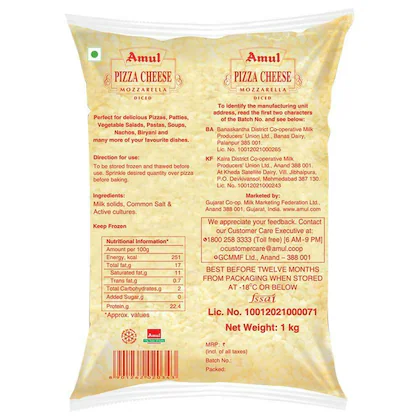 Amul
PIZZA CHEESE
MOZZARELLA
DICED
Perfect for delicious Pizzas, Patties,
Vegetable Salads, Pastas, Soups,
Nachos, Biryani and
many more of your favourite dishes.
Direction for use:
To be stored frozen and thawed before
use. Sprinkle desired quantity over pizza
before baking.
Ingredients:
Milk solids, Common Salt &
Active cultures.
Keep Frozen
Nutritional Information*
Amount per 100g
Energy, kcal 251
Total fat,g 17
Saturated fat,g 11
Trans fat,g 0.7
Total Carbohydrates,g 2
Added Sugar,g 0
Protein,g 22.4
*Approx. values
Amul
Amul
PIZZA CHEESE
MOZZARELLA
DICED
To identify the manufacturing unit
address, read the first two characters
of the Batch No. and see below:
BA Banaskantha District Co-operative Milk
Producers' Union Ltd., Banas Dairy,
Palanpur 385 001.
Lic. No. 10012021000265
KF Kaira District Co-operative
Milk Producers' Union Ltd., Anand 388 001.
At Kheda Satellite Dairy, Vill. Jibhaipura,
P.O. Devkivansol, Mehmedabad 387 130.
Lic. No. 10012021000243
Marketed by:
Gujarat Co-op. Milk Marketing Federation Ltd.,
Anand 388 001, Gujarat, India. www.amul.com
We appreciate your feedback. Contact
our Customer Care Executive at:
1800 258 3333 (Toll free) [6 AM - 9 PM]
customercare@amul.coop
GCMMF Ltd., Anand – 388 001
BEST BEFORE TWELVE MONTHS
FROM PACKAGING WHEN STORED
AT -18°C OR BELOW
fssai
Lic. No. 10012021000071
Net Weight: 1 kg
MRP. ₹
(incl. of all taxes)
Batch No.:
Packed: